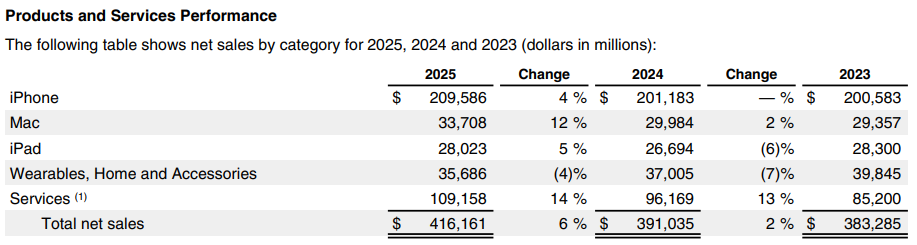 Products and Services Performance
The following table shows net sales by category for 2025, 2024 and 2023 (dollars in millions):
2025 Change 2024 Change 2023
iPhone $ 209,586 4 % $ 201,183 — % $ 200,583
Mac 33,708 12 % 29,984 2 % 29,357
iPad 28,023 5 % 26,694 (6)% 28,300
Wearables, Home and Accessories 35,686 (4)% 37,005 (7)% 39,845
Services (1) 109,158 14 % 96,169 13 % 85,200
Total net sales $ 416,161 6 % $ 391,035 2 % $ 383,285